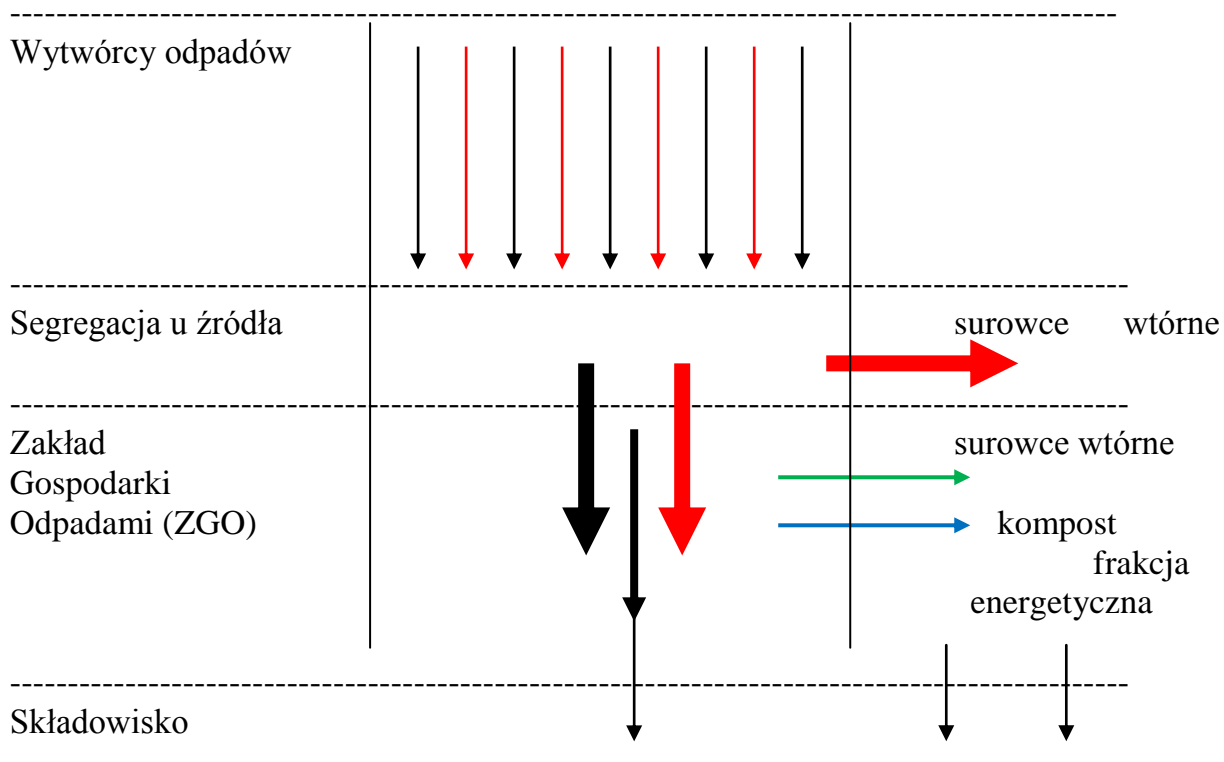 Wytwórcy odpadów
Segregacja u źródła
surowce wtórne
Zakład
Gospodarki
Odpadami (ZGO)
surowce wtórne
kompost
frakcja
energetyczna
Składowisko